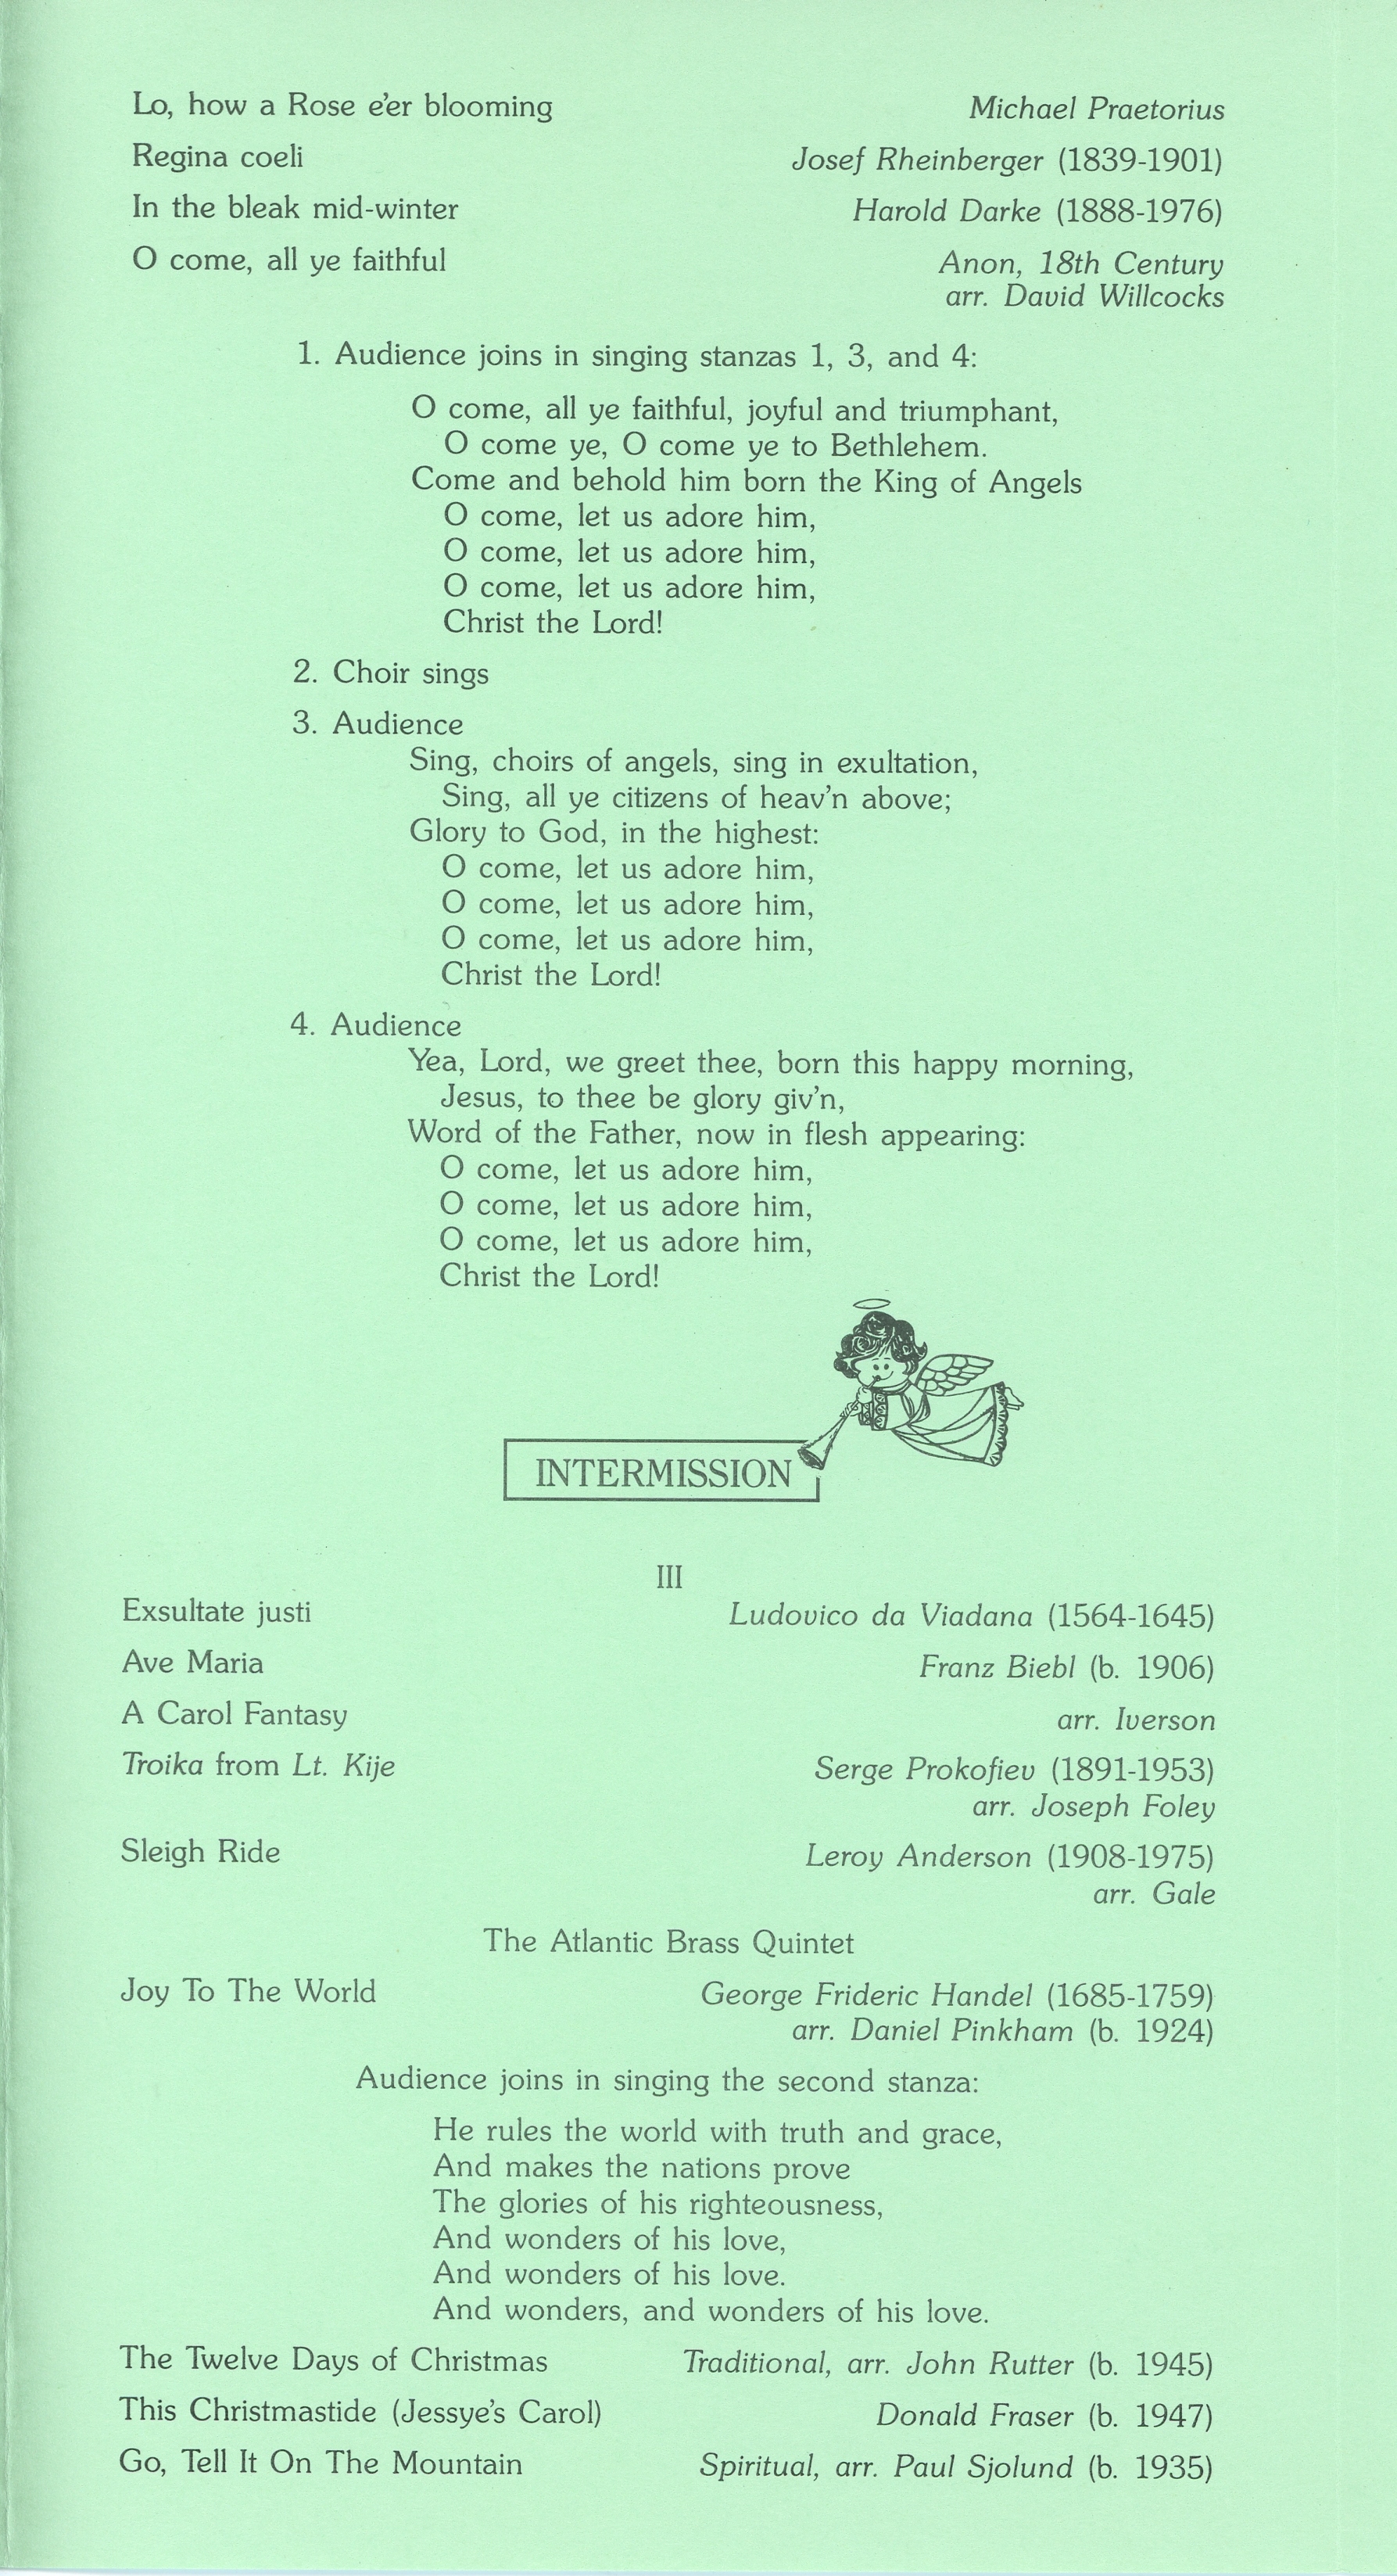 Lo, how a Rose e'er blooming Michael Praetorius
Regina coeli Josef Rheinberger (1839-1901)
In the bleak mid-winter Harold Darke (1888-1976)
O come, all ye faithful Anon, 18th Century
arr. David Willcocks
1. Audience joins in singing stanzas 1, 3, and 4:
O come, all ye faithful, joyful and triumphant,
O come ye, O come ye to Bethlehem.
Come and behold him born the King of Angels
O come, let us adore him,
O come, let us adore him,
O come, let us adore him,
Christ the Lord!
2. Choir sings
3. Audience
Sing, choirs of angels, sing in exultation,
Sing, all ye citizens of heav'n above;
Glory to God, in the highest:
O come, let us adore him,
O come, let us adore him,
O come, let us adore him,
Christ the Lord!
4. Audience
Yea, Lord, we greet thee, born this happy morning,
Jesus, to thee be glory giv'n,
Word of the Father, now in flesh appearing:
O come, let us adore him,
O come, let us adore him,
O come, let us adore him,
Christ the Lord!
INTERMISSION
III
Exsultate justi Ludovico da Viadana (1564-1645)
Ave Maria Franz Biebl (b. 1906)
A Carol Fantasy arr. Iverson
Troika from Lt. Kije Serge Prokofiev (1891-1953)
arr. Joseph Foley
Sleigh Ride Leroy Anderson (1908-1975)
arr. Gale
The Atlantic Brass Quintet
Joy To The World George Frideric Handel (1685-1759)
arr. Daniel Pinkham (b. 1924)
Audience joins in singing the second stanza:
He rules the world with truth and grace,
And makes the nations prove
The glories of his righteousness,
And wonders of his love,
And wonders of his love.
And wonders, and wonders of his love.
The Twelve Days of Christmas Traditional, arr. John Rutter (b. 1945)
This Christmastide (Jessye's Carol) Donald Fraser (b. 1947)
Go, Tell It On The Mountain Spiritual, arr. Paul Sjolund (b. 1935)